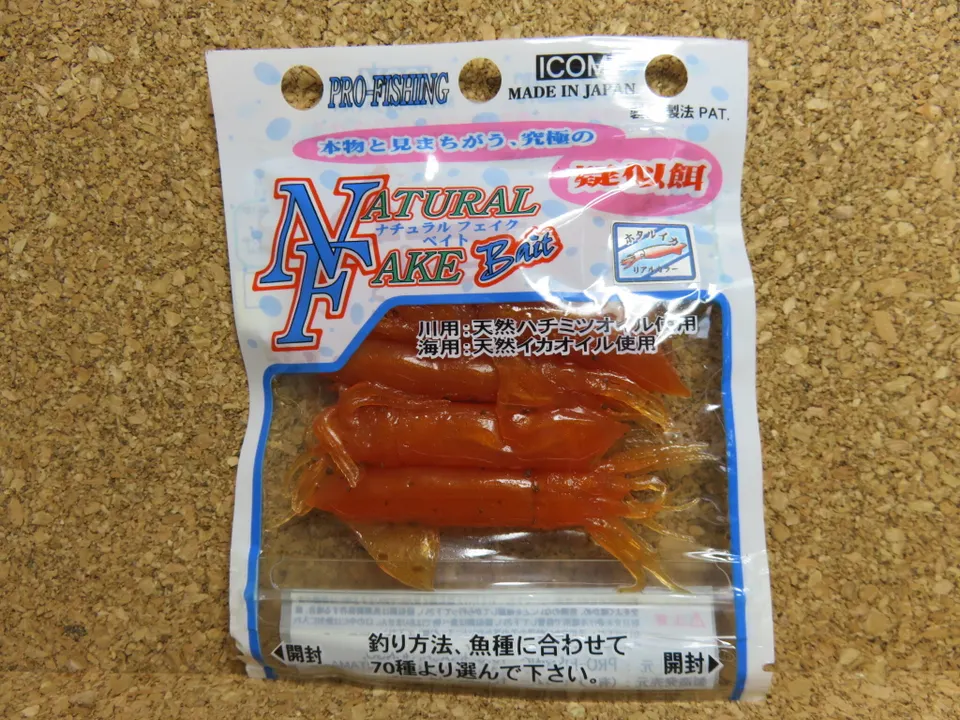 PRO-FISHING
ICOM
MADE IN JAPAN
製法 PAT.
本物と見まちがう、究極の
疑似餌
NATURAL
ナチュラル フェイク
ベイト
FAKE Bait
ホタルイカ
リアルカラー
川用:天然ハチミツオイル使用
海用:天然イカオイル使用
釣り方法、魚種に合わせて
70種より選んで下さい。
◀開封
開封▶